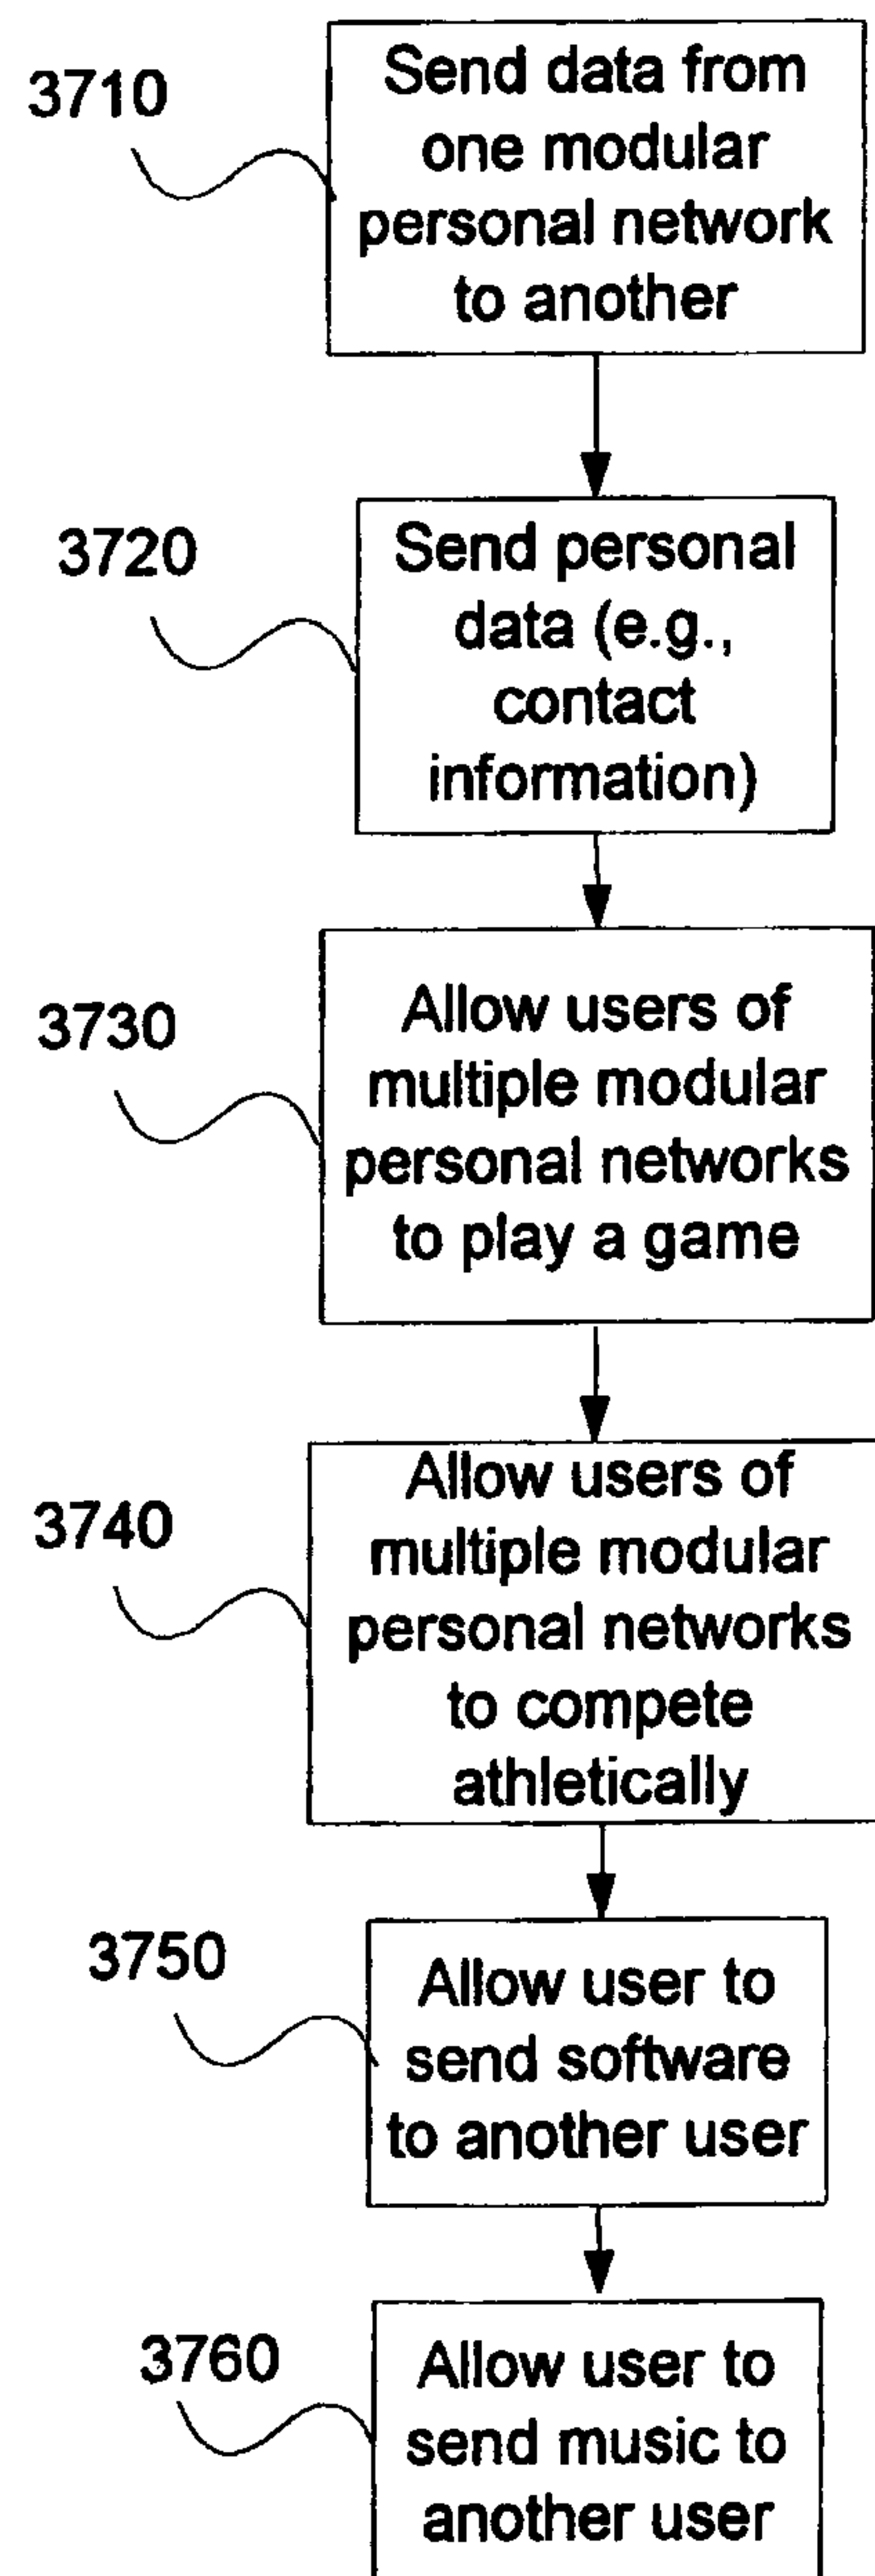 3710
Send data from
one modular
personal network
to another
3720
Send personal
data (e.g.,
contact
information)
3730
Allow users of
multiple modular
personal networks
to play a game
3740
Allow users of
multiple modular
personal networks
to compete
athletically
3750
Allow user to
send software
to another user
3760
Allow user to
send music to
another user